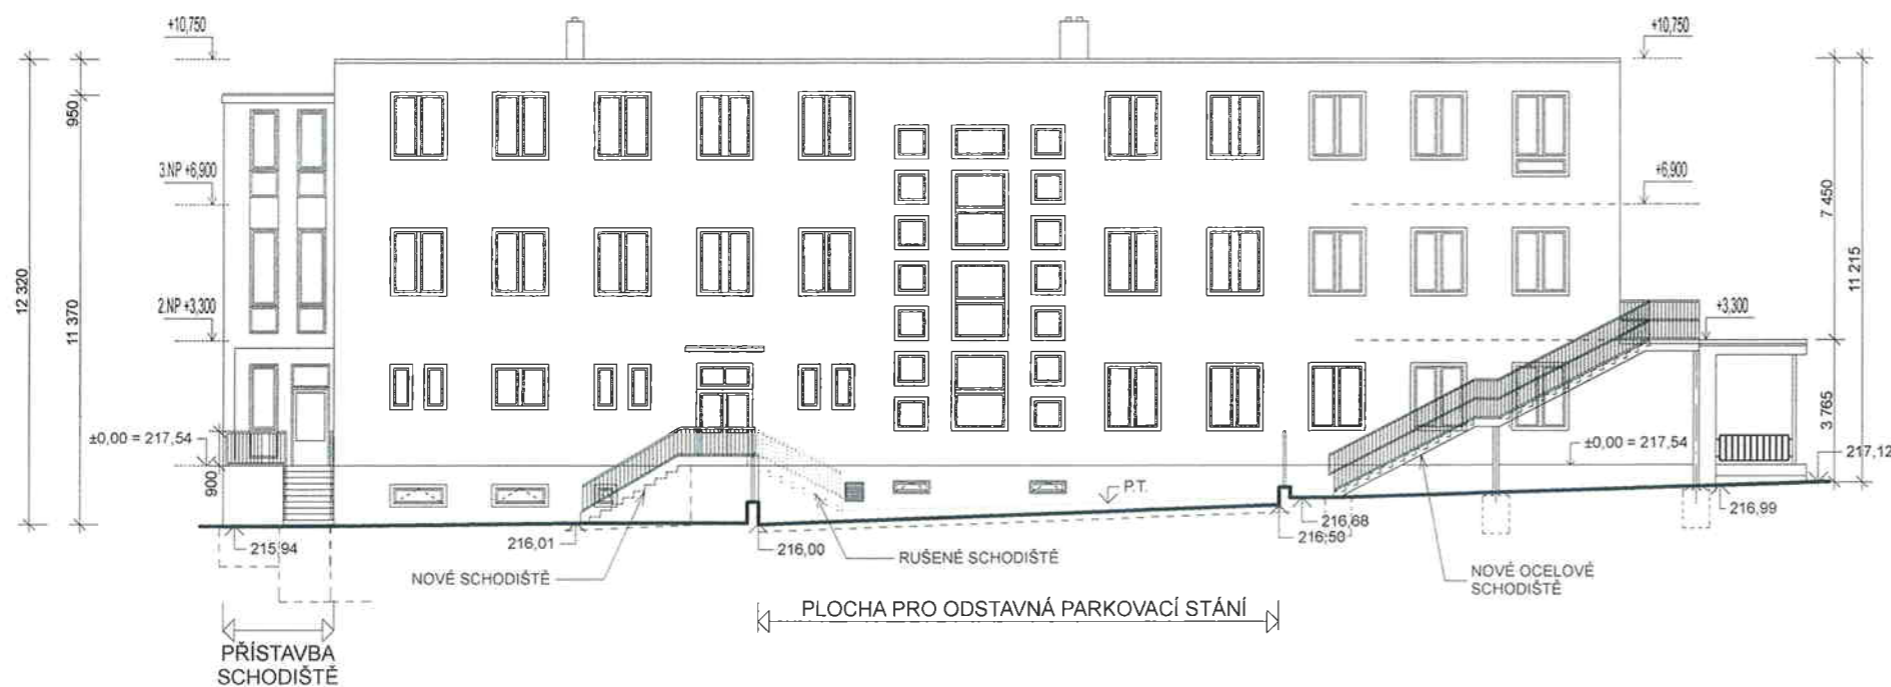 +10,750
+10,750
950
3.NP +6,900
+6,900
7 450
12 320
11 370
11 215
2.NP +3,300
+3,300
3 765
±0,00 = 217,54
±0,00 = 217,54
217,12
900
P.T.
215,94
216,01
216,00
216,50
216,68
216,99
NOVÉ SCHODIŠTĚ
RUŠENÉ SCHODIŠTĚ
NOVÉ OCELOVÉ
SCHODIŠTĚ
PLOCHA PRO ODSTAVNÁ PARKOVACÍ STÁNÍ
PŘÍSTAVBA
SCHODIŠTĚ